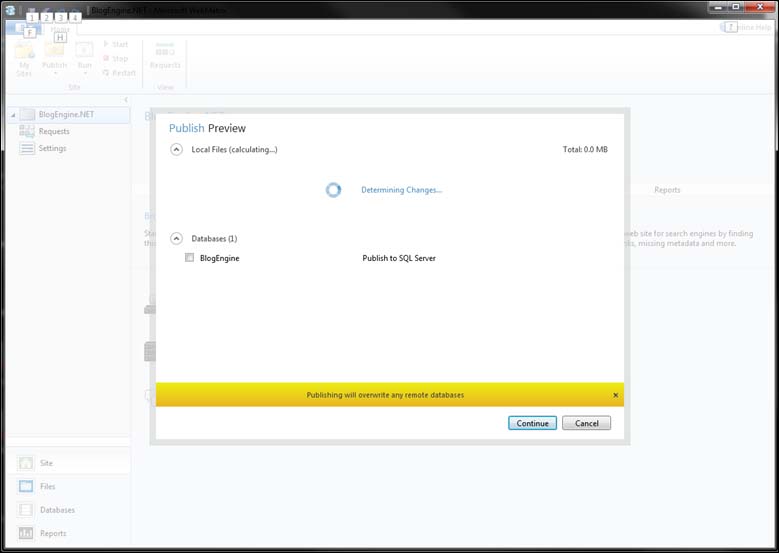 BlogEngine.NET - Microsoft WebMatrix
1 2 3 4
F
H
Home
? Online Help
My Sites
Publish
Run
Start
Stop
Restart
Requests
Site
View
BlogEngine.NET
Requests
Settings
Publish Preview
Local Files (calculating...)
Total: 0.0 MB
Determining Changes...
Databases (1)
BlogEngine
Publish to SQL Server
Reports
web site for search engines by finding
missing metadata and more.
Publishing will overwrite any remote databases
×
Continue
Cancel
Site
Files
Databases
Reports